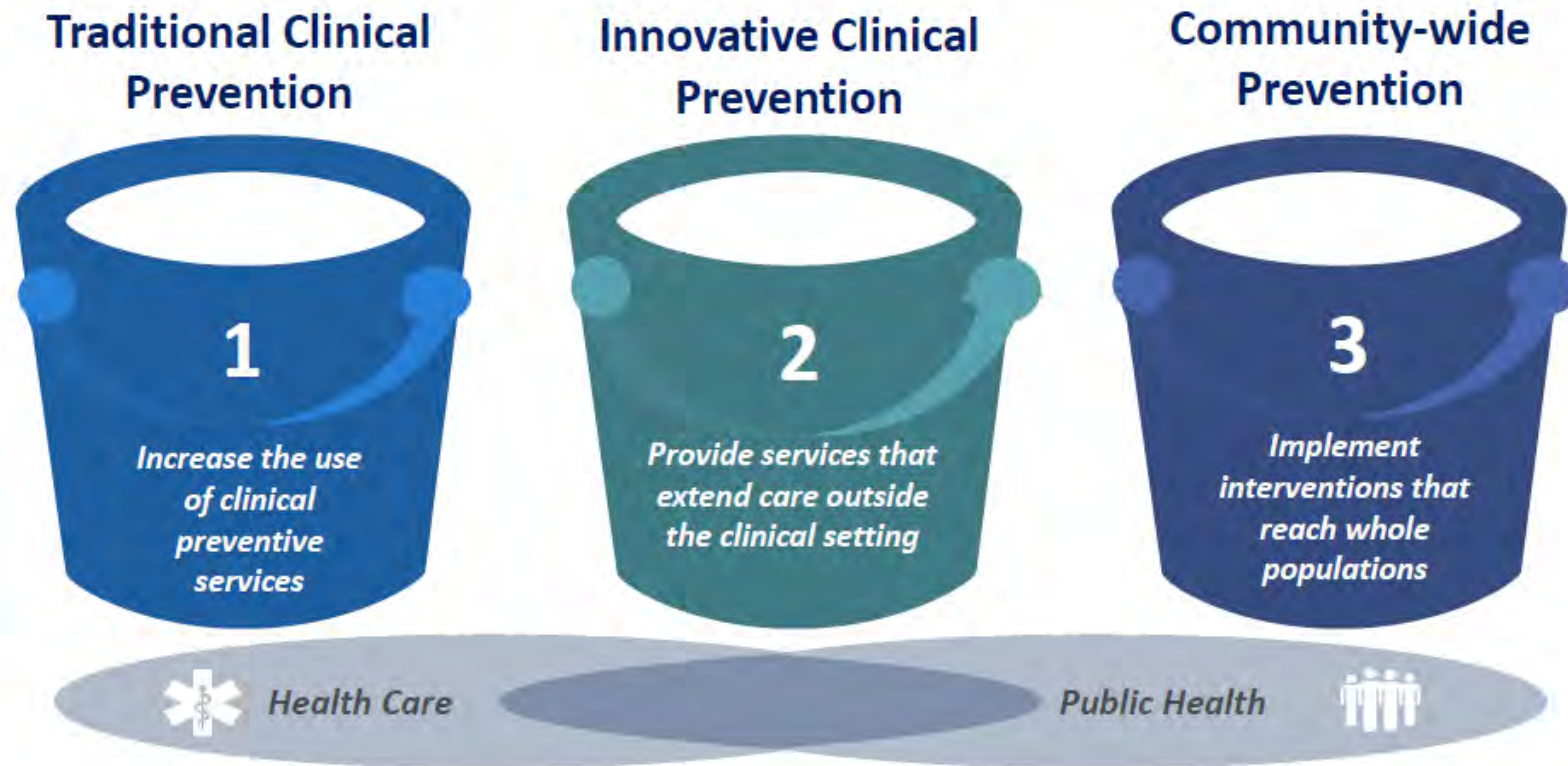 Traditional Clinical
Prevention
Innovative Clinical
Prevention
Community-wide
Prevention
1
Increase the use
of clinical
preventive
services
2
Provide services that
extend care outside
the clinical setting
3
Implement
interventions that
reach whole
populations
Health Care
Public Health